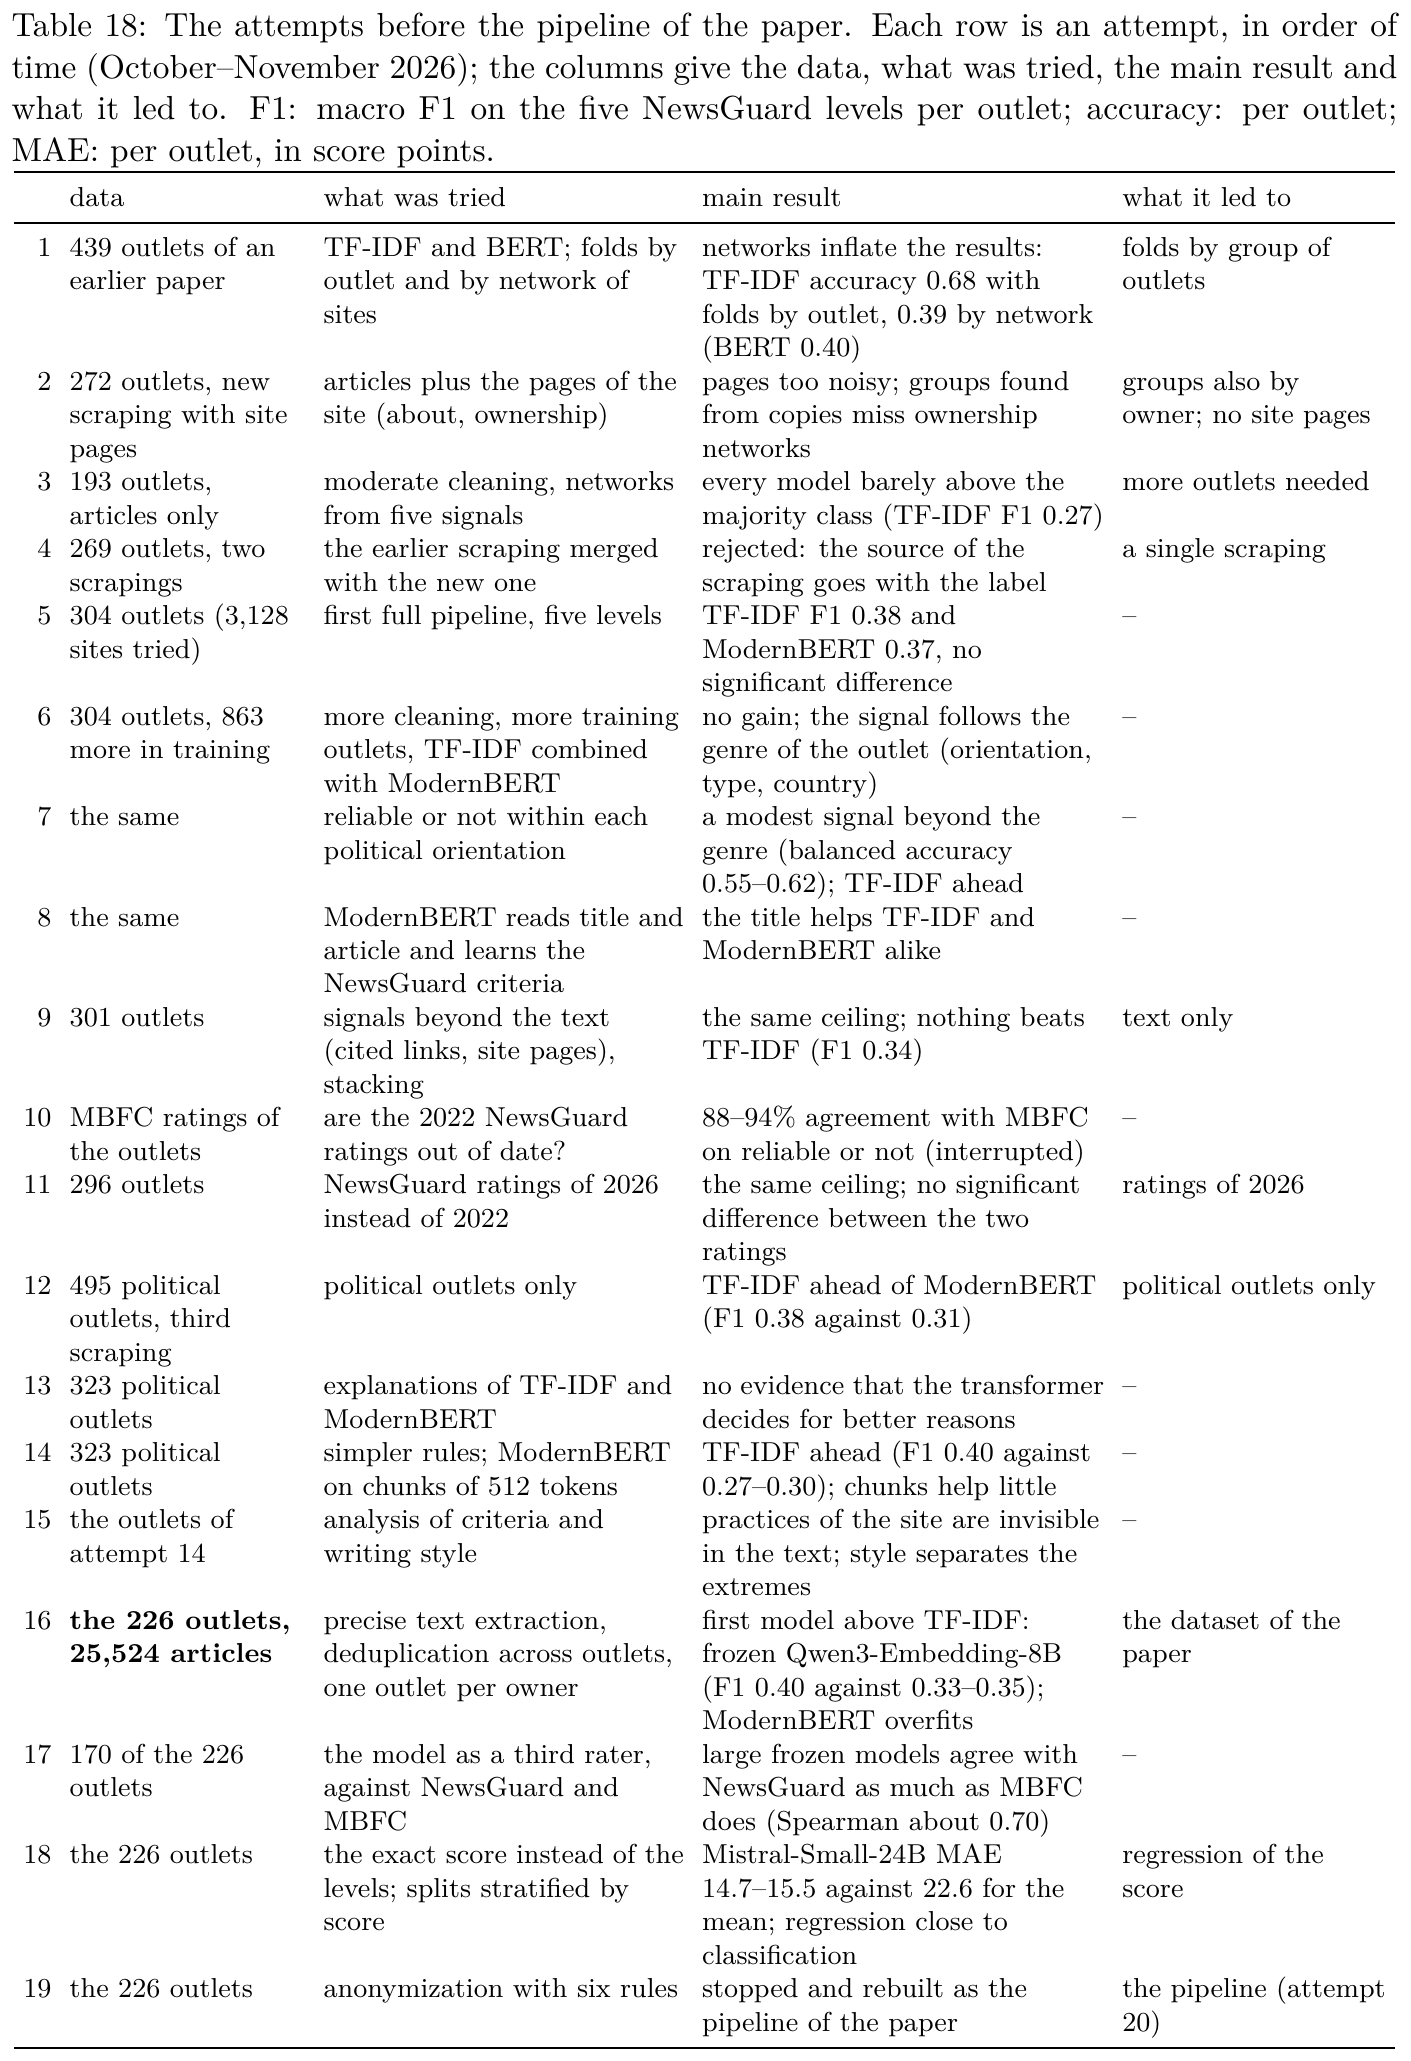 Table 18: The attempts before the pipeline of the paper. Each row is an attempt, in order of
time (October–November 2026); the columns give the data, what was tried, the main result and
what it led to. F1: macro F1 on the five NewsGuard levels per outlet; accuracy: per outlet;
MAE: per outlet, in score points.
data what was tried main result what it led to
1 439 outlets of an TF-IDF and BERT; folds by networks inflate the results: folds by group of
earlier paper outlet and by network of TF-IDF accuracy 0.68 with outlets
sites folds by outlet, 0.39 by network
(BERT 0.40)
2 272 outlets, new articles plus the pages of the pages too noisy; groups found groups also by
scraping with site site (about, ownership) from copies miss ownership owner; no site pages
pages networks
3 193 outlets, moderate cleaning, networks every model barely above the more outlets needed
articles only from five signals majority class (TF-IDF F1 0.27)
4 269 outlets, two the earlier scraping merged rejected: the source of the a single scraping
scrapings with the new one scraping goes with the label
5 304 outlets (3,128 first full pipeline, five levels TF-IDF F1 0.38 and –
sites tried) ModernBERT 0.37, no
significant difference
6 304 outlets, 863 more cleaning, more training no gain; the signal follows the –
more in training outlets, TF-IDF combined genre of the outlet (orientation,
with ModernBERT type, country)
7 the same reliable or not within each a modest signal beyond the –
political orientation genre (balanced accuracy
0.55–0.62); TF-IDF ahead
8 the same ModernBERT reads title and the title helps TF-IDF and –
article and learns the ModernBERT alike
NewsGuard criteria
9 301 outlets signals beyond the text the same ceiling; nothing beats text only
(cited links, site pages), TF-IDF (F1 0.34)
stacking
10 MBFC ratings of are the 2022 NewsGuard 88–94% agreement with MBFC –
the outlets ratings out of date? on reliable or not (interrupted)
11 296 outlets NewsGuard ratings of 2026 the same ceiling; no significant ratings of 2026
instead of 2022 difference between the two
ratings
12 495 political political outlets only TF-IDF ahead of ModernBERT political outlets only
outlets, third (F1 0.38 against 0.31)
scraping
13 323 political explanations of TF-IDF and no evidence that the transformer –
outlets ModernBERT decides for better reasons
14 323 political simpler rules; ModernBERT TF-IDF ahead (F1 0.40 against –
outlets on chunks of 512 tokens 0.27–0.30); chunks help little
15 the outlets of analysis of criteria and practices of the site are invisible –
attempt 14 writing style in the text; style separates the
extremes
16 the 226 outlets, precise text extraction, first model above TF-IDF: the dataset of the
25,524 articles deduplication across outlets, frozen Qwen3-Embedding-8B paper
one outlet per owner (F1 0.40 against 0.33–0.35);
ModernBERT overfits
17 170 of the 226 the model as a third rater, large frozen models agree with –
outlets against NewsGuard and NewsGuard as much as MBFC
MBFC does (Spearman about 0.70)
18 the 226 outlets the exact score instead of the Mistral-Small-24B MAE regression of the
levels; splits stratified by 14.7–15.5 against 22.6 for the score
score mean; regression close to
classification
19 the 226 outlets anonymization with six rules stopped and rebuilt as the the pipeline (attempt
pipeline of the paper 20)